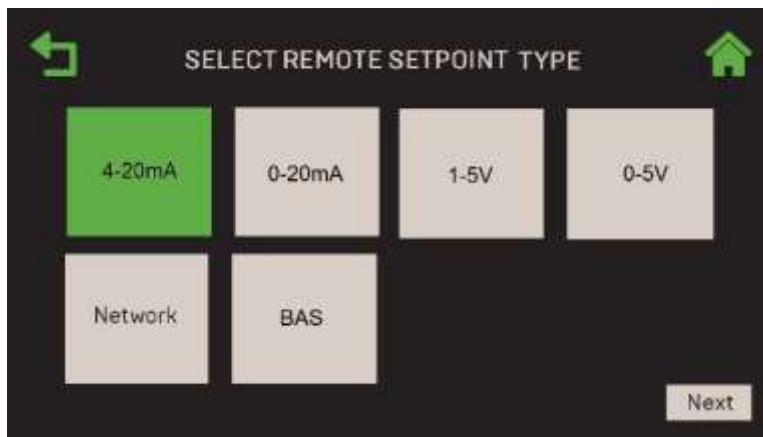 SELECT REMOTE SETPOINT TYPE
4-20mA
0-20mA
1-5V
0-5V
Network
BAS
Next